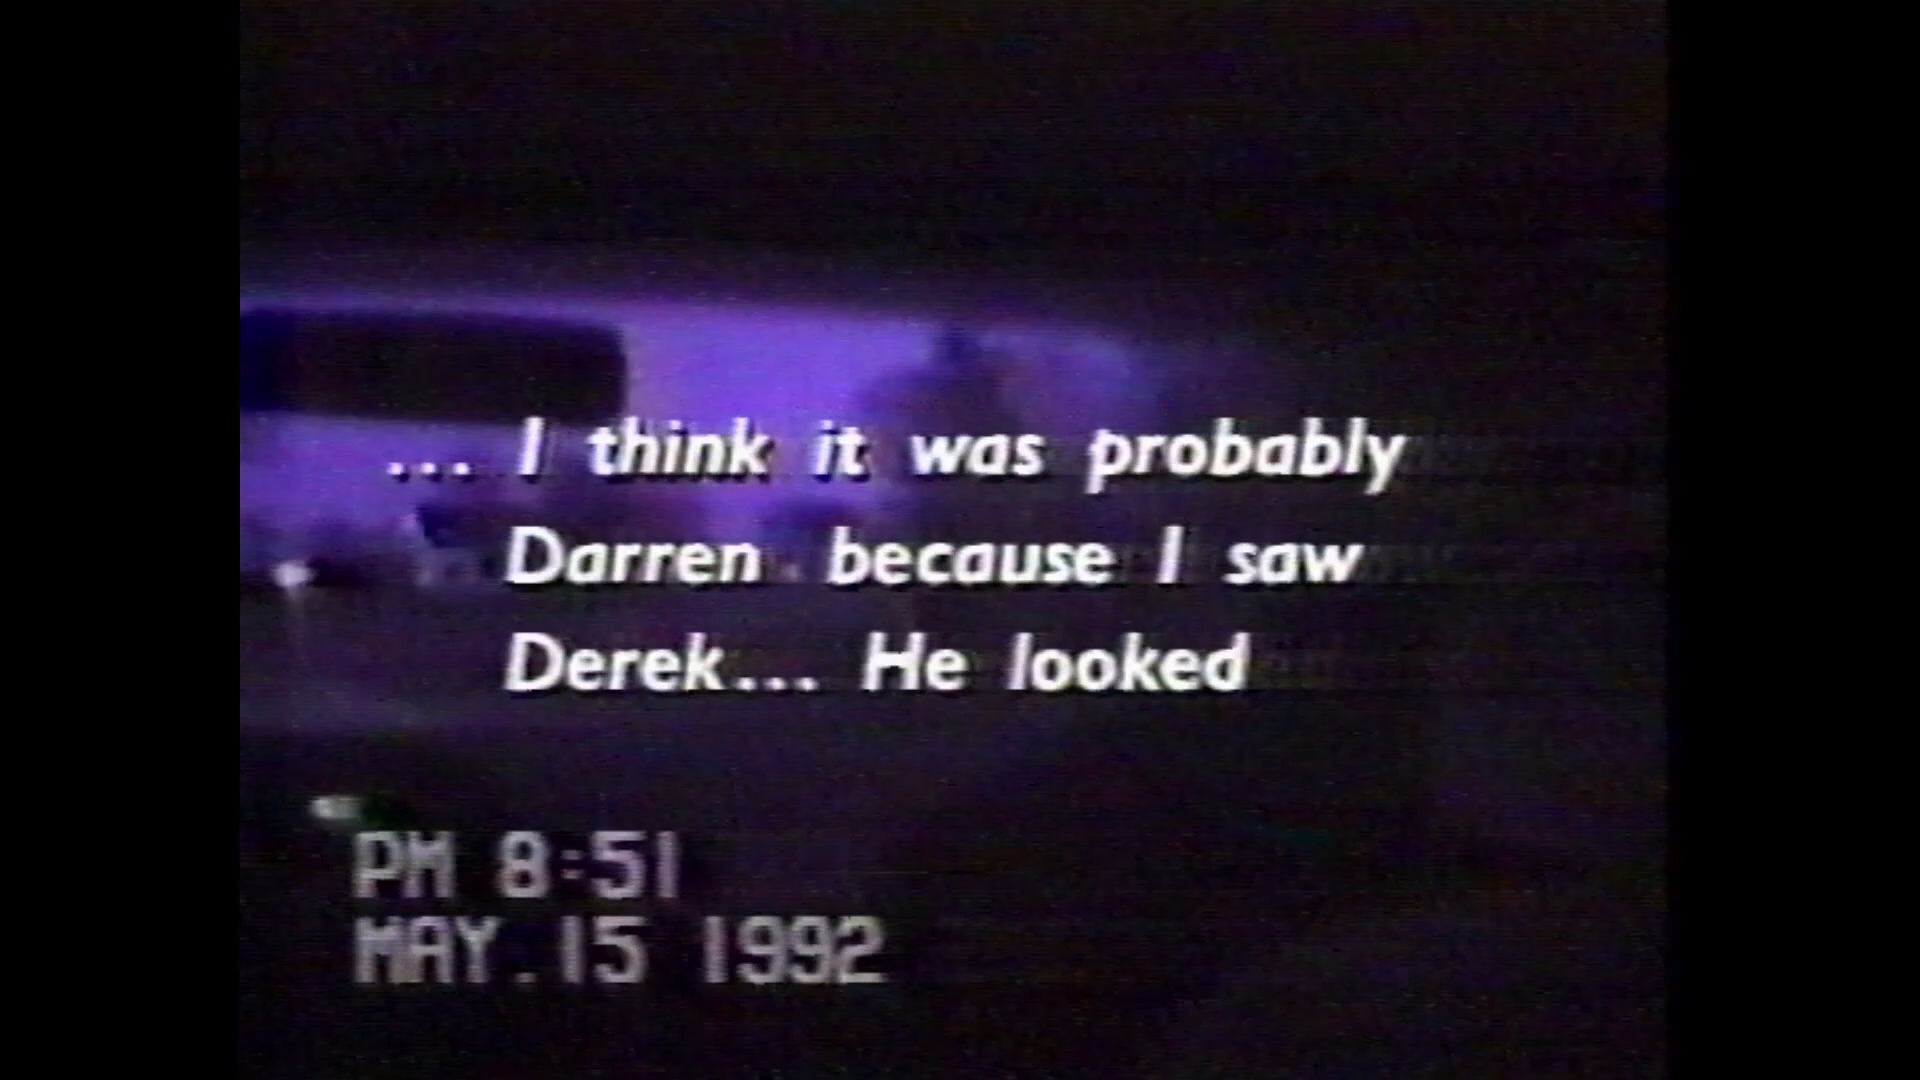 ... I think it was probably
Darren because I saw
Derek... He looked
PM 8:51
MAY.15 1992